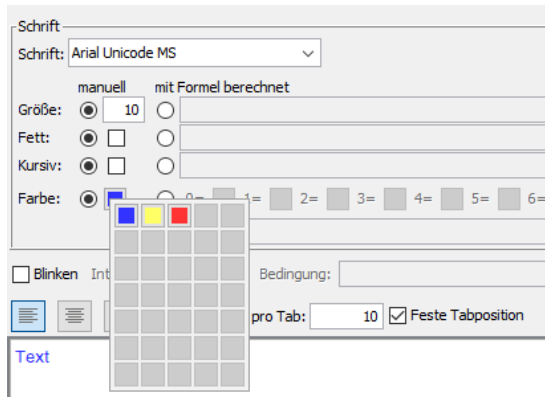 Schrift
Schrift: Arial Unicode MS
manuell mit Formel berechnet
Größe: 10
Fett:
Kursiv:
Farbe: 0= 1= 2= 3= 4= 5= 6=
Blinken Bedingung:
pro Tab: 10 Feste Tabposition
Text